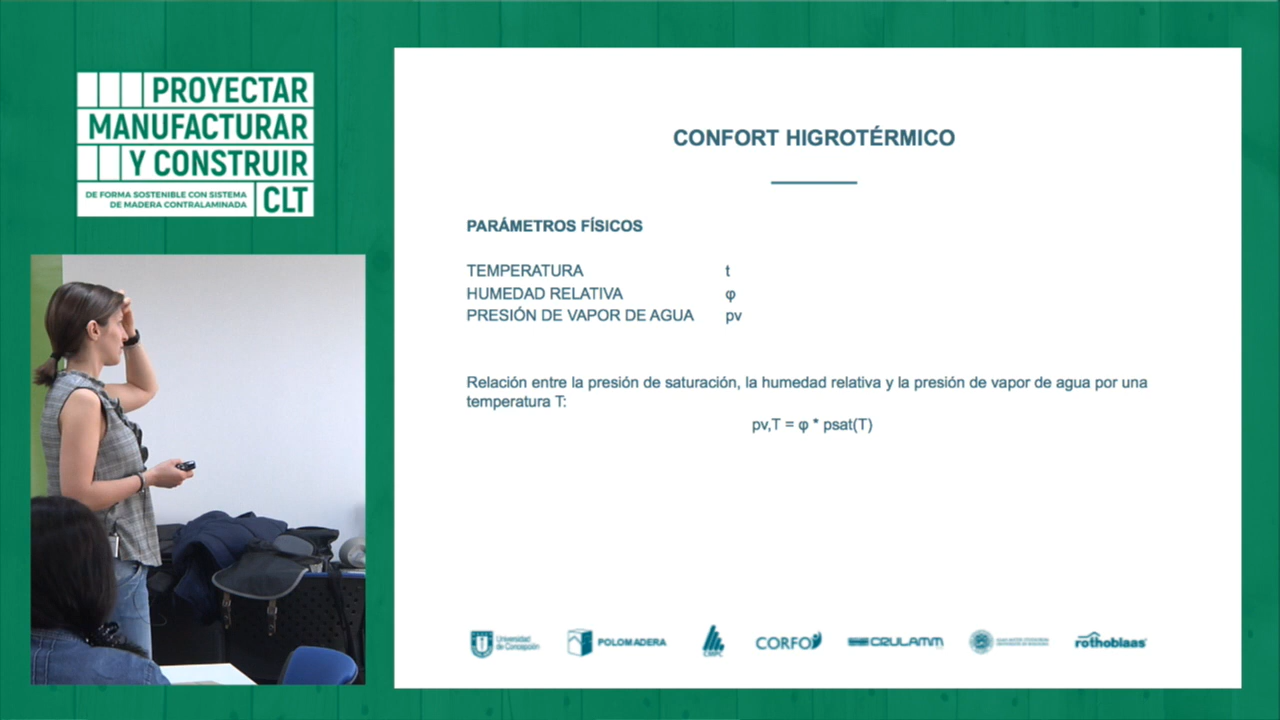 PROYECTAR
MANUFACTURAR
Y CONSTRUIR
DE FORMA SOSTENIBLE CON SISTEMA
DE MADERA CONTRALAMINADA
CLT
CONFORT HIGROTÉRMICO
PARÁMETROS FÍSICOS
TEMPERATURA t
HUMEDAD RELATIVA φ
PRESIÓN DE VAPOR DE AGUA pv
Relación entre la presión de saturación, la humedad relativa y la presión de vapor de agua por una
temperatura T:
pv,T = φ * psat(T)
Universidad
de Concepción
POLOMADERA
CMPC
CORFO
CRULAMM
rothoblaas